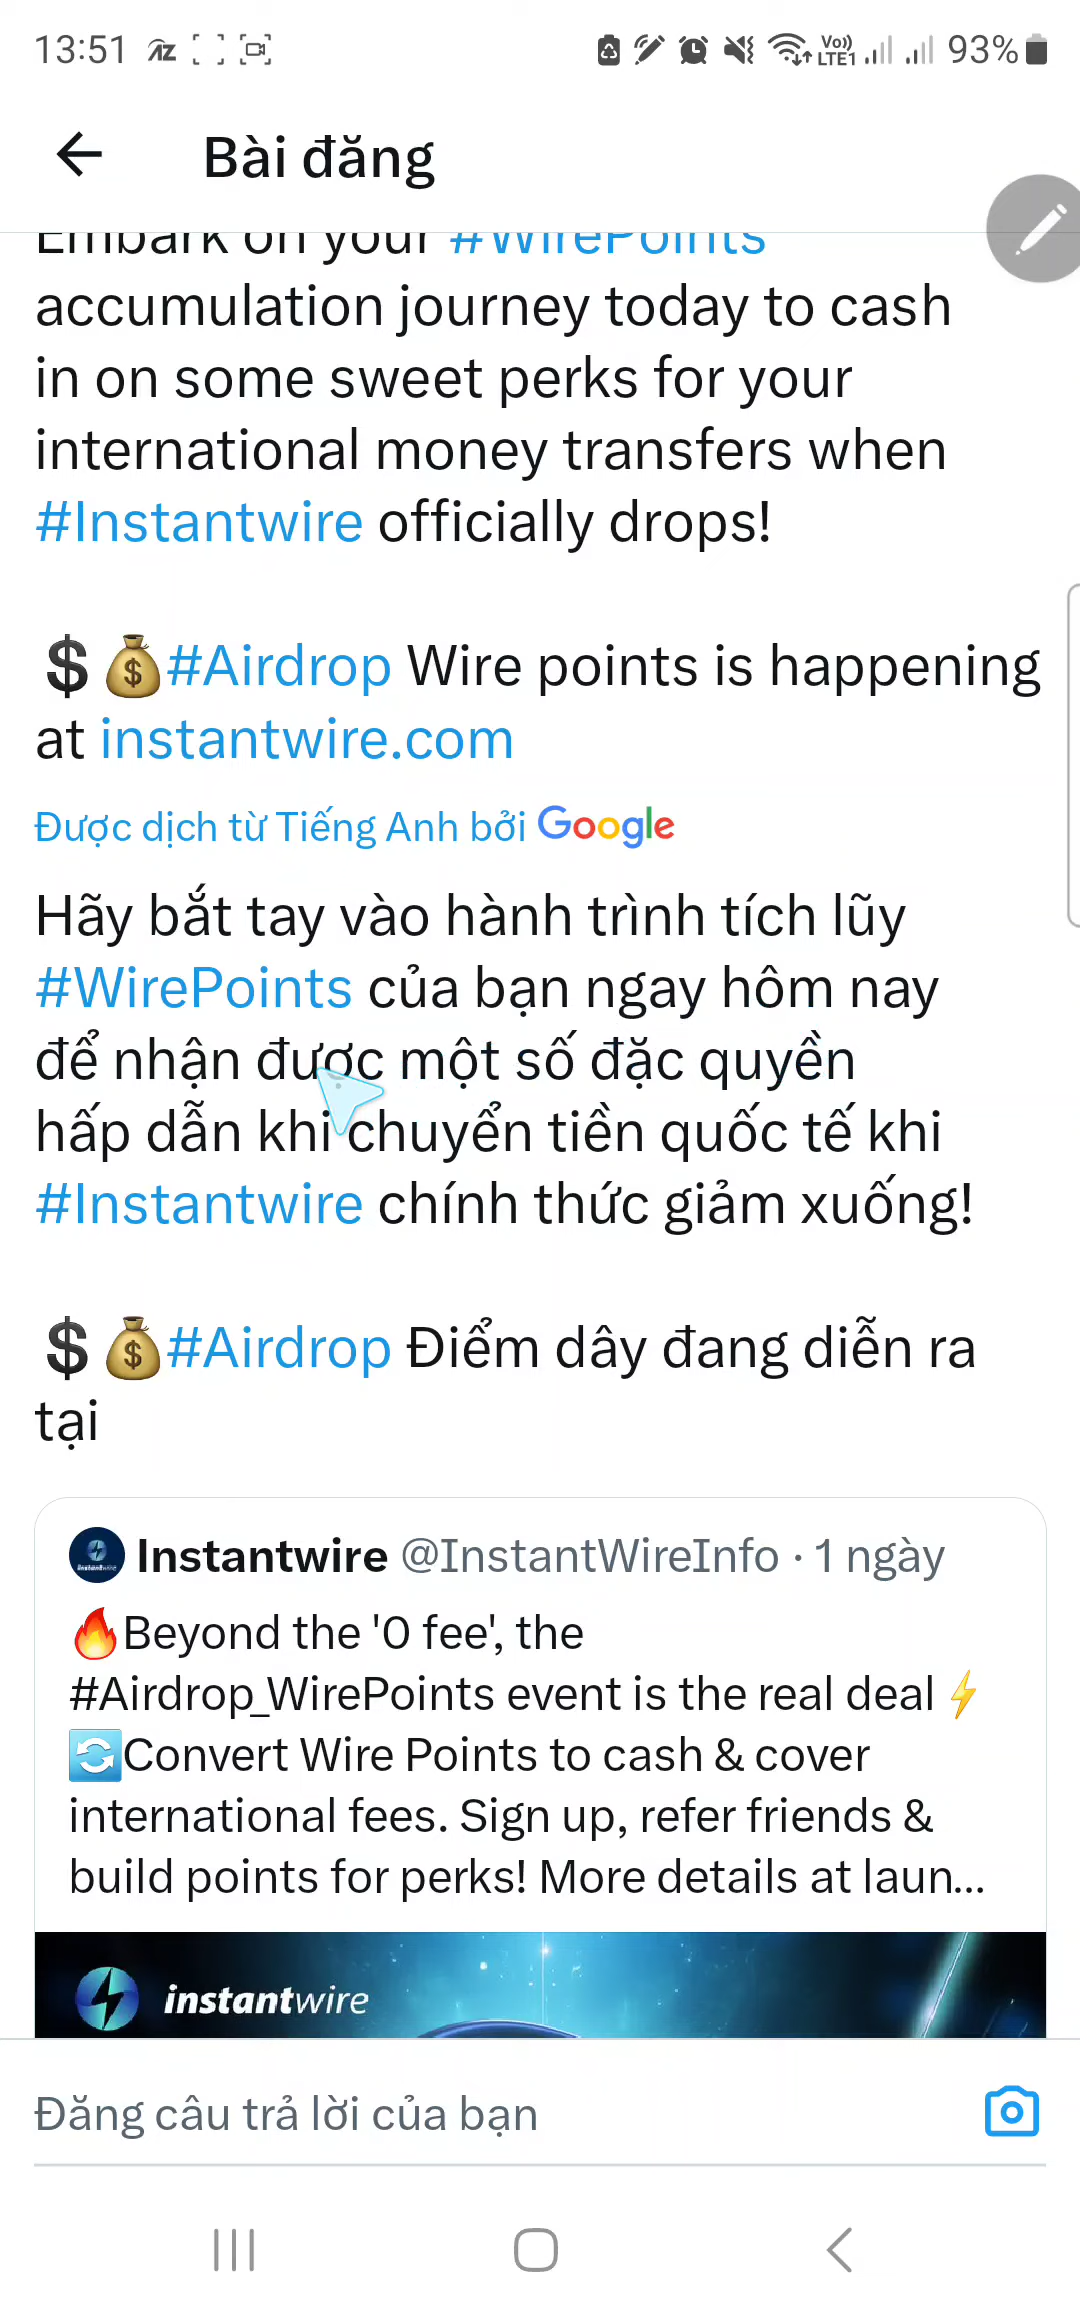 13:51
Vo))
LTE1
93%
Bài đăng
Embark on your #WirePoints
accumulation journey today to cash
in on some sweet perks for your
international money transfers when
#Instantwire officially drops!
$💰#Airdrop Wire points is happening
at instantwire.com
Được dịch từ Tiếng Anh bởi Google
Hãy bắt tay vào hành trình tích lũy
#WirePoints của bạn ngay hôm nay
để nhận được một số đặc quyền
hấp dẫn khi chuyển tiền quốc tế khi
#Instantwire chính thức giảm xuống!
$💰#Airdrop Điểm dây đang diễn ra
tại
Instantwire @InstantWireInfo · 1 ngày
🔥Beyond the '0 fee', the
#Airdrop_WirePoints event is the real deal⚡
🔄Convert Wire Points to cash & cover
international fees. Sign up, refer friends &
build points for perks! More details at laun...
instantwire
Đăng câu trả lời của bạn